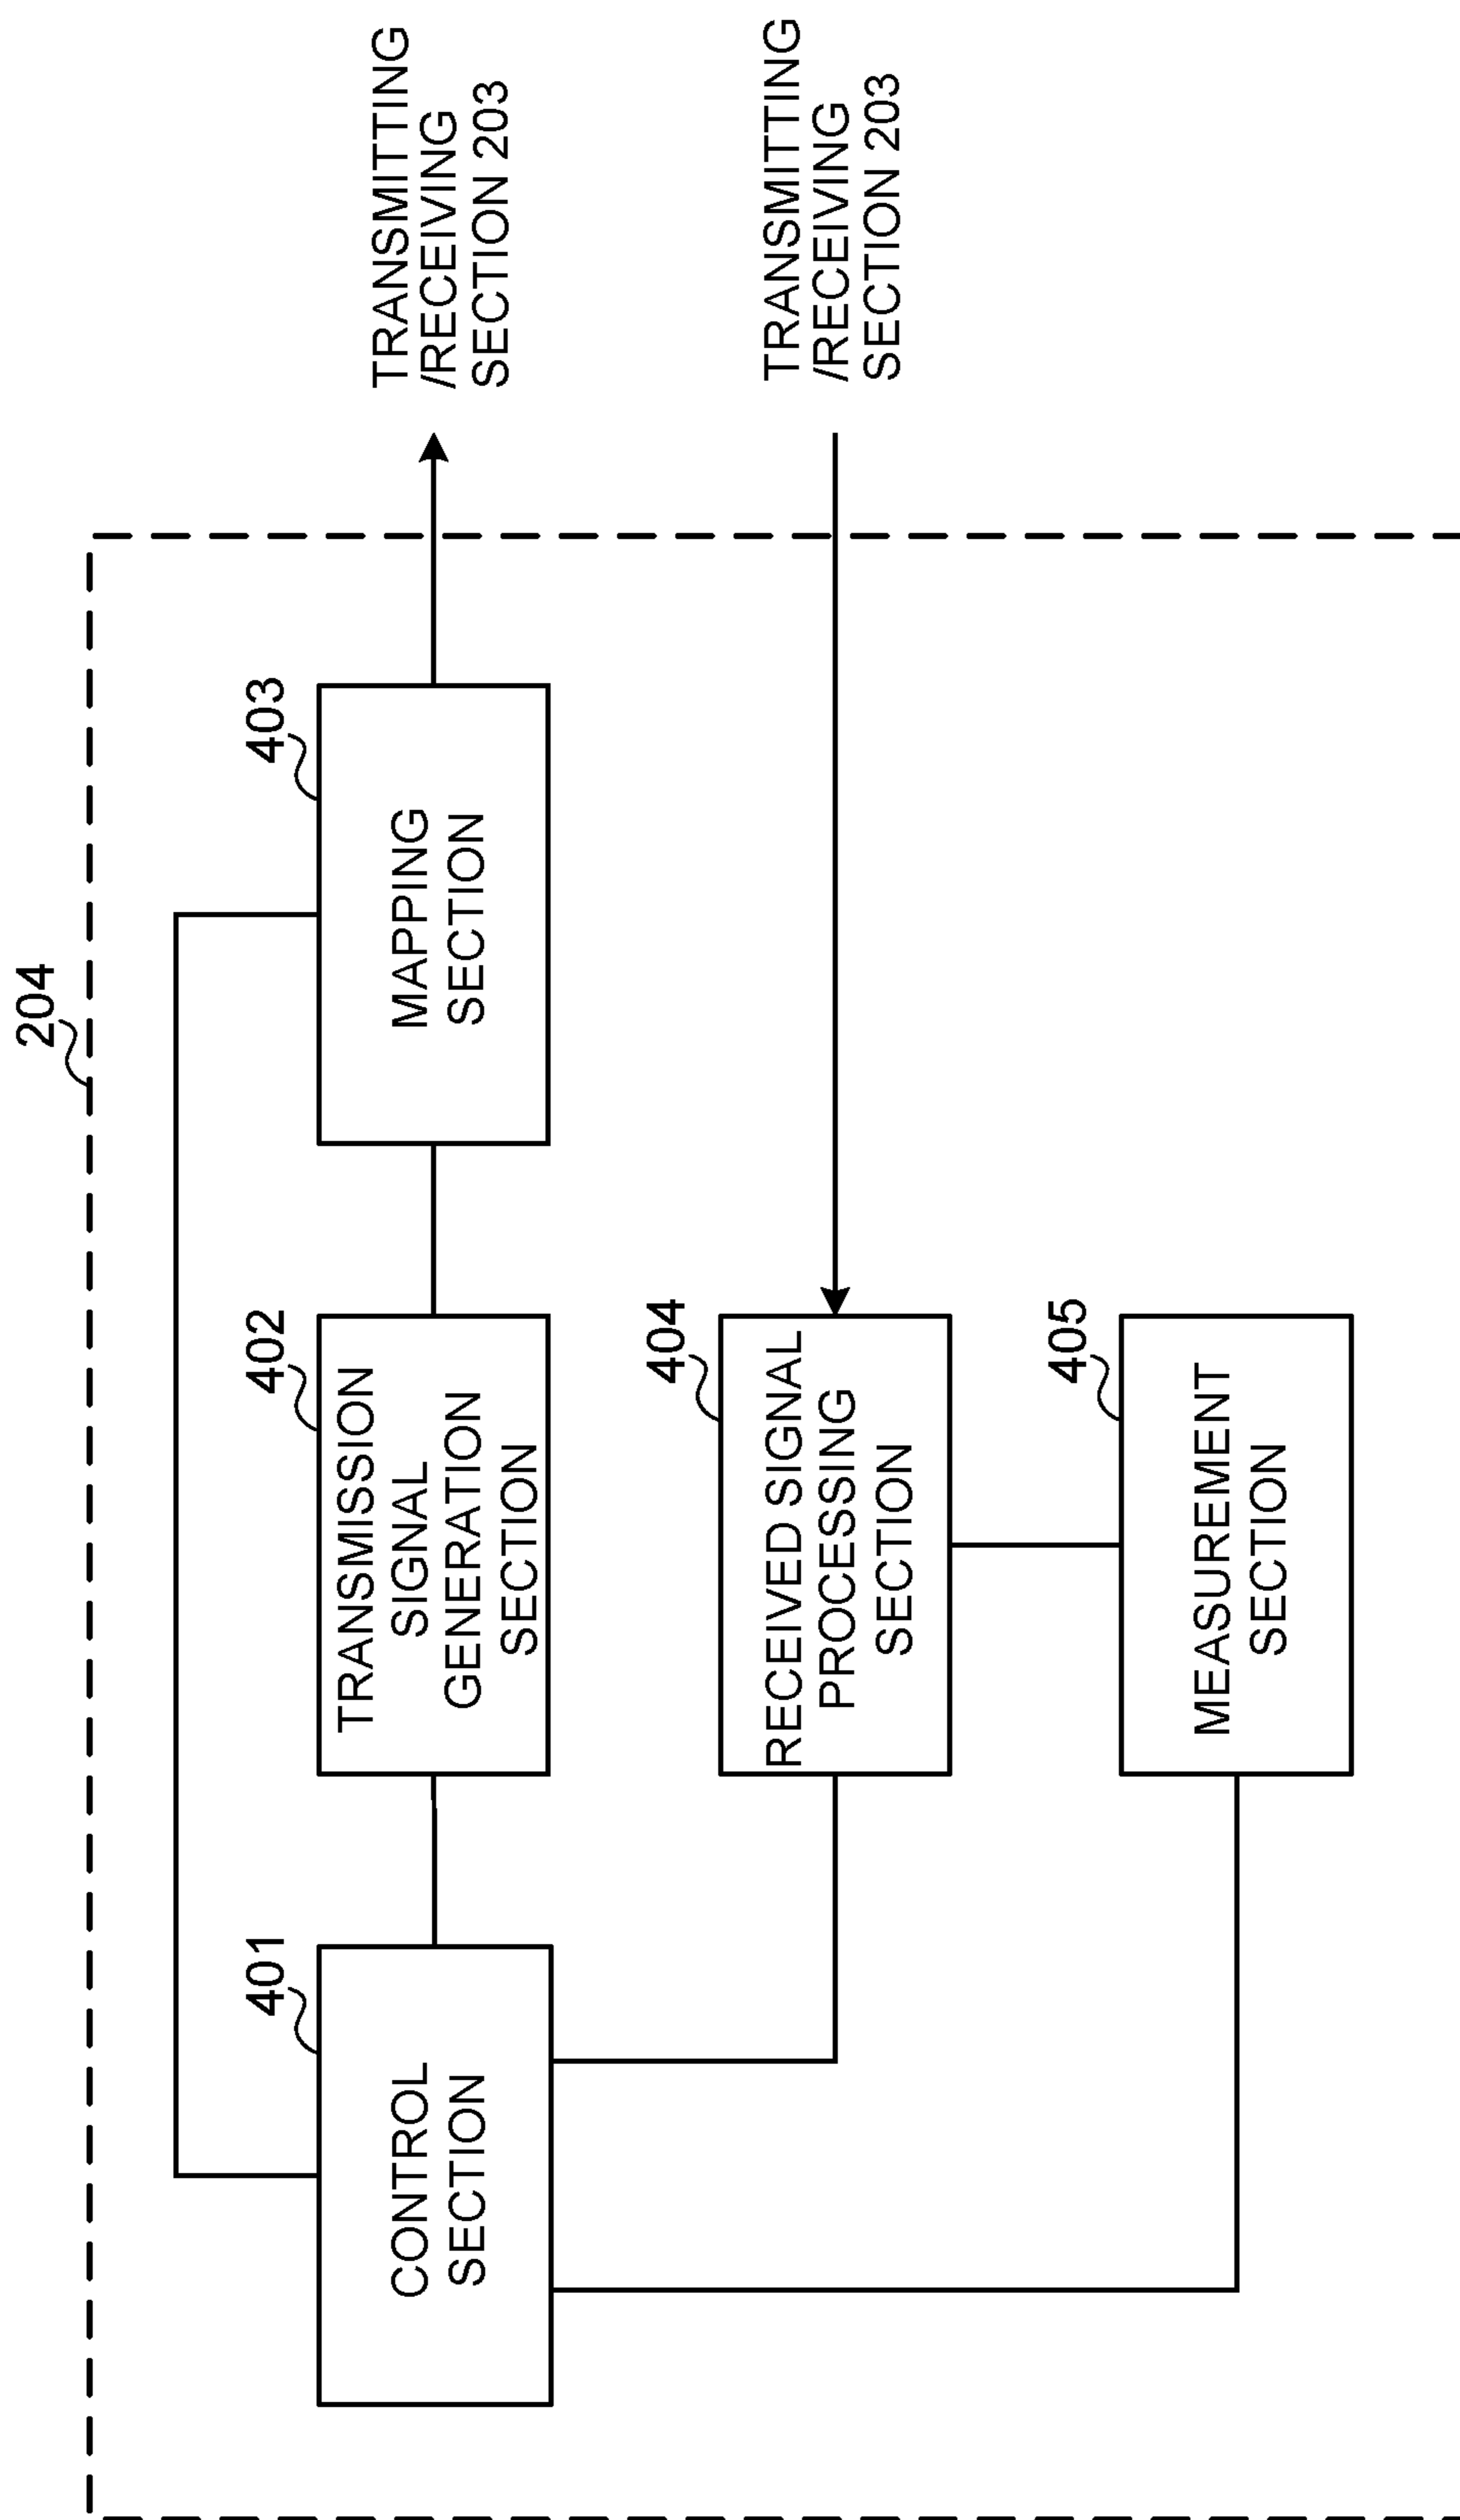 204
401
CONTROL
SECTION
402
TRANSMISSION
SIGNAL
GENERATION
SECTION
403
MAPPING
SECTION
TRANSMITTING
/RECEIVING
SECTION 203
404
RECEIVED SIGNAL
PROCESSING
SECTION
TRANSMITTING
/RECEIVING
SECTION 203
405
MEASUREMENT
SECTION